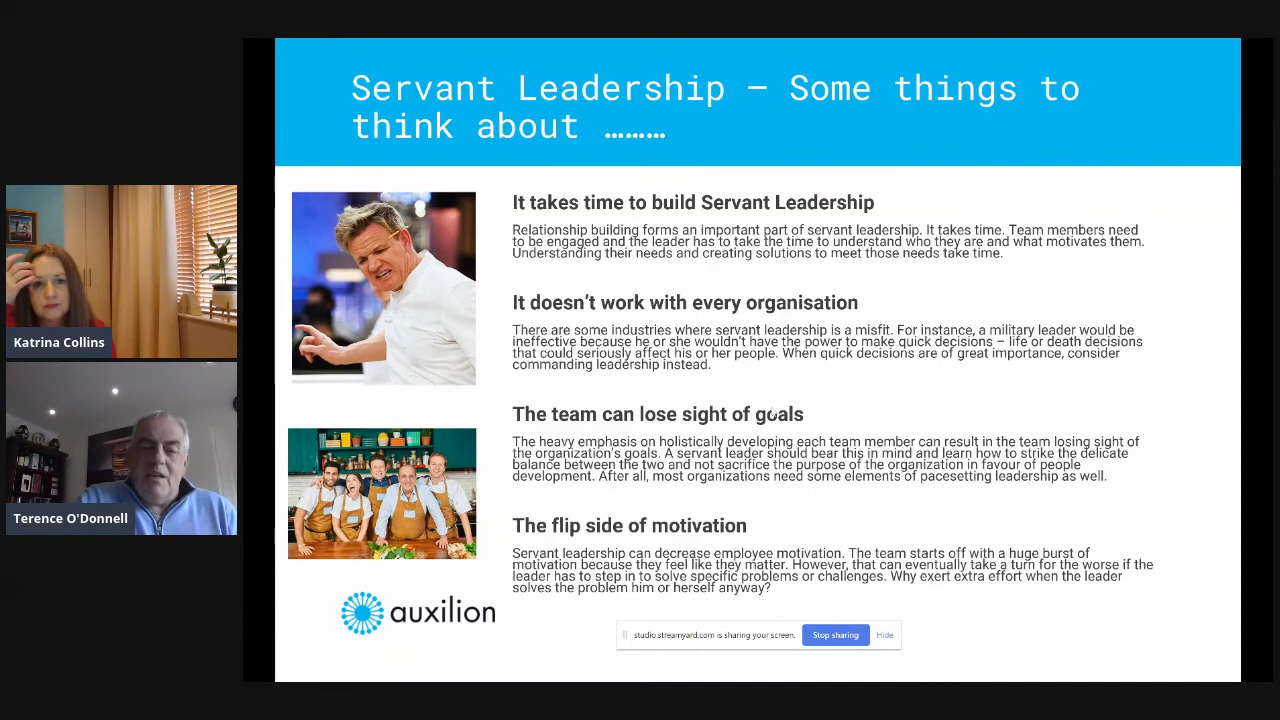 Servant Leadership – Some things to
think about ………
It takes time to build Servant Leadership
Relationship building forms an important part of servant leadership. It takes time. Team members need
to be engaged and the leader has to take the time to understand who they are and what motivates them.
Understanding their needs and creating solutions to meet those needs take time.
It doesn’t work with every organisation
There are some industries where servant leadership is a misfit. For instance, a military leader would be
ineffective because he or she wouldn’t have the power to make quick decisions – life or death decisions
that could seriously affect his or her people. When quick decisions are of great importance, consider
commanding leadership instead.
The team can lose sight of goals
The heavy emphasis on holistically developing each team member can result in the team losing sight of
the organization’s goals. A servant leader should bear this in mind and learn how to strike the delicate
balance between the two and not sacrifice the purpose of the organization in favour of people
development. After all, most organizations need some elements of pacesetting leadership as well.
The flip side of motivation
Servant leadership can decrease employee motivation. The team starts off with a huge burst of
motivation because they feel like they matter. However, that can eventually take a turn for the worse if the
leader has to step in to solve specific problems or challenges. Why exert extra effort when the leader
solves the problem him or herself anyway?
auxilion
studio.streamyard.com is sharing your screen. Stop sharing Hide
Katrina Collins
Terence O'Donnell